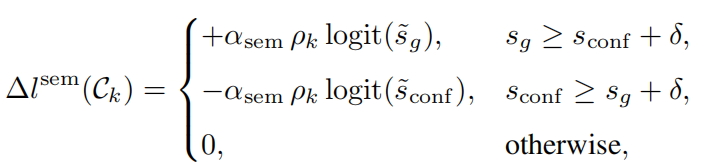 +α_sem ρ_k logit(s̃_g), s_g ≥ s_conf + δ,
Δl^sem(𝒞_k) = { −α_sem ρ_k logit(s̃_conf), s_conf ≥ s_g + δ,
0, otherwise,